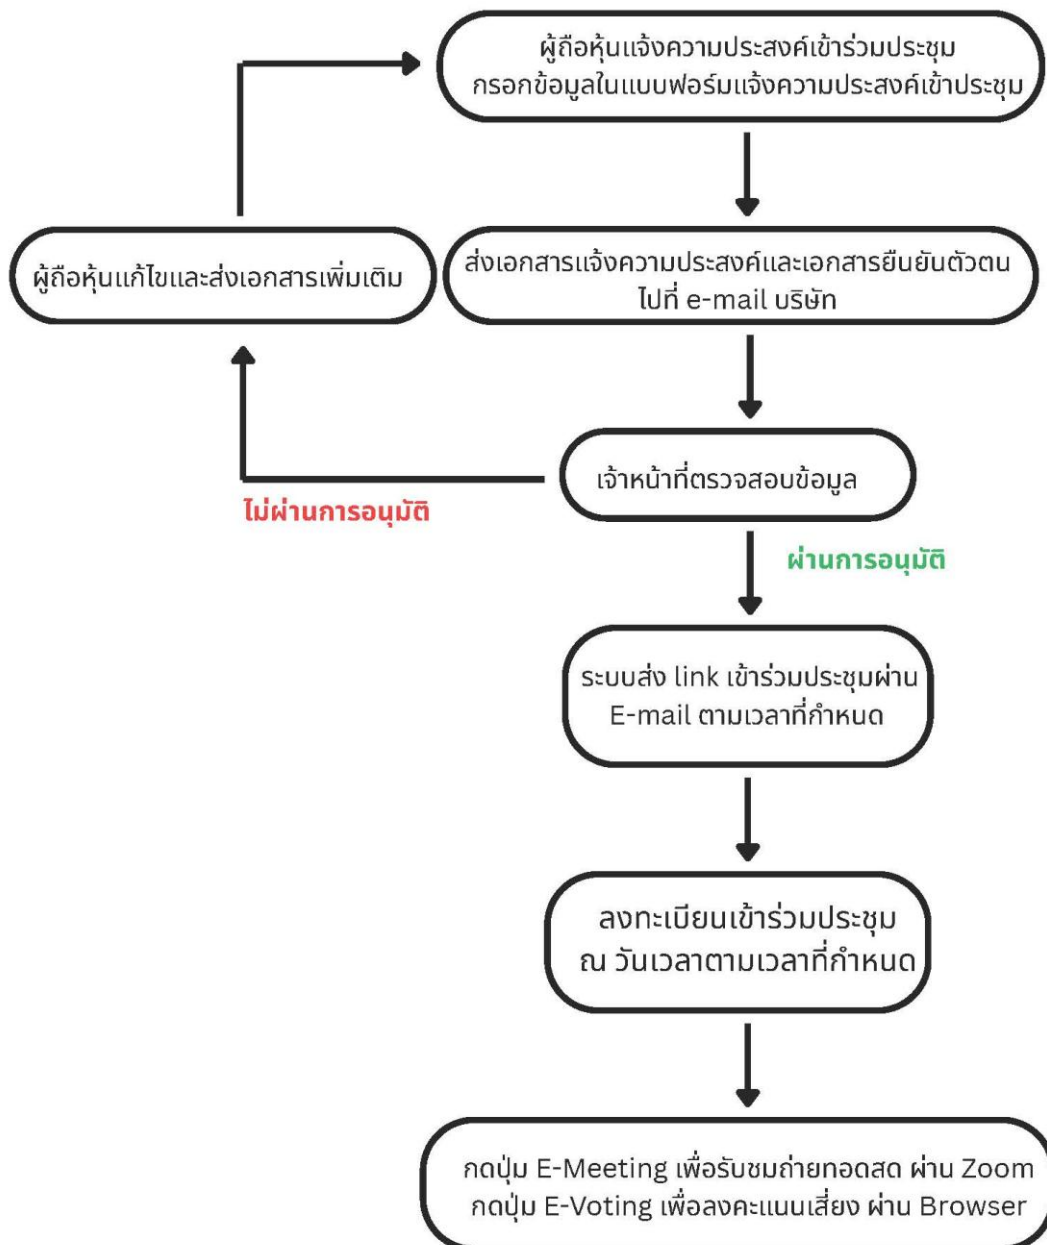 ผู้ถือหุ้นแจ้งความประสงค์เข้าร่วมประชุม
กรอกข้อมูลในแบบฟอร์มแจ้งความประสงค์เข้าประชุม
ผู้ถือหุ้นแก้ไขและส่งเอกสารเพิ่มเติม
ส่งเอกสารแจ้งความประสงค์และเอกสารยืนยันตัวตน
ไปที่ e-mail บริษัท
เจ้าหน้าที่ตรวจสอบข้อมูล
ไม่ผ่านการอนุมัติ
ผ่านการอนุมัติ
ระบบส่ง link เข้าร่วมประชุมผ่าน
E-mail ตามเวลาที่กำหนด
ลงทะเบียนเข้าร่วมประชุม
ณ วันเวลาตามเวลาที่กำหนด
กดปุ่ม E-Meeting เพื่อรับชมถ่ายทอดสด ผ่าน Zoom
กดปุ่ม E-Voting เพื่อลงคะแนนเสี่ยง ผ่าน Browser